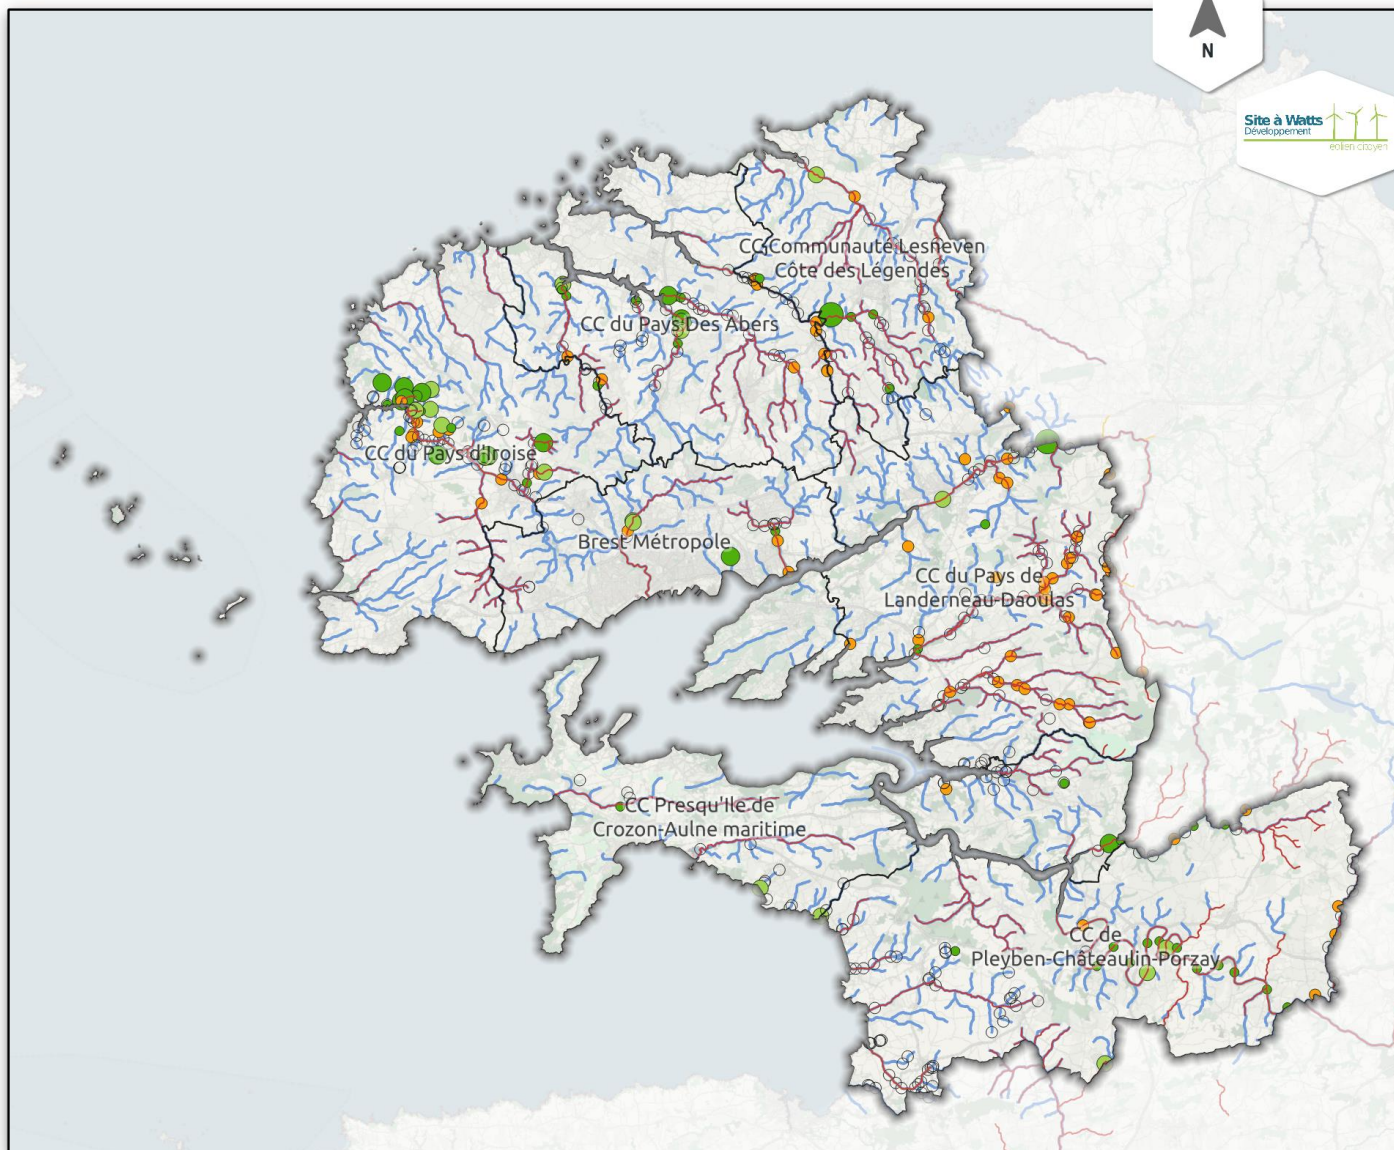 N
Site à Watts
Développement
eolien citoyen
CC Communauté Lesneven
Côte des Légendes
CC du Pays Des Abers
CC du Pays d'Iroise
Brest Métropole
CC du Pays de
Landerneau-Daoulas
CC Presqu'Ile de
Crozon-Aulne maritime
CC de
Pleyben-Châteaulin-Porzay